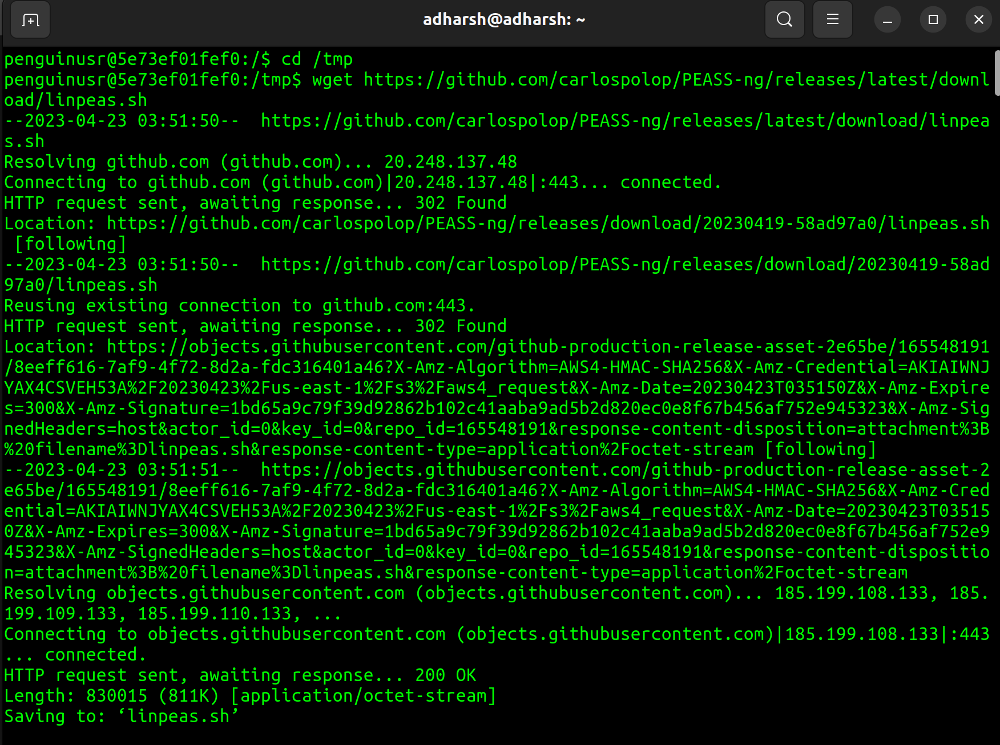 adharsh@adharsh: ~
penguinusr@5e73ef01fef0:/$ cd /tmp
penguinusr@5e73ef01fef0:/tmp$ wget https://github.com/carlospolop/PEASS-ng/releases/latest/downl
oad/linpeas.sh
--2023-04-23 03:51:50--  https://github.com/carlospolop/PEASS-ng/releases/latest/download/linpea
s.sh
Resolving github.com (github.com)... 20.248.137.48
Connecting to github.com (github.com)|20.248.137.48|:443... connected.
HTTP request sent, awaiting response... 302 Found
Location: https://github.com/carlospolop/PEASS-ng/releases/download/20230419-58ad97a0/linpeas.sh
 [following]
--2023-04-23 03:51:50--  https://github.com/carlospolop/PEASS-ng/releases/download/20230419-58ad
97a0/linpeas.sh
Reusing existing connection to github.com:443.
HTTP request sent, awaiting response... 302 Found
Location: https://objects.githubusercontent.com/github-production-release-asset-2e65be/165548191
/8eeff616-7af9-4f72-8d2a-fdc316401a46?X-Amz-Algorithm=AWS4-HMAC-SHA256&X-Amz-Credential=AKIAIWNJ
YAX4CSVEH53A%2F20230423%2Fus-east-1%2Fs3%2Faws4_request&X-Amz-Date=20230423T035150Z&X-Amz-Expire
s=300&X-Amz-Signature=1bd65a9c79f39d92862b102c41aaba9ad5b2d820ec0e8f67b456af752e945323&X-Amz-Sig
nedHeaders=host&actor_id=0&key_id=0&repo_id=165548191&response-content-disposition=attachment%3B
%20filename%3Dlinpeas.sh&response-content-type=application%2Foctet-stream [following]
--2023-04-23 03:51:51--  https://objects.githubusercontent.com/github-production-release-asset-2
e65be/165548191/8eeff616-7af9-4f72-8d2a-fdc316401a46?X-Amz-Algorithm=AWS4-HMAC-SHA256&X-Amz-Cred
ential=AKIAIWNJYAX4CSVEH53A%2F20230423%2Fus-east-1%2Fs3%2Faws4_request&X-Amz-Date=20230423T03515
0Z&X-Amz-Expires=300&X-Amz-Signature=1bd65a9c79f39d92862b102c41aaba9ad5b2d820ec0e8f67b456af752e9
45323&X-Amz-SignedHeaders=host&actor_id=0&key_id=0&repo_id=165548191&response-content-dispositio
n=attachment%3B%20filename%3Dlinpeas.sh&response-content-type=application%2Foctet-stream
Resolving objects.githubusercontent.com (objects.githubusercontent.com)... 185.199.108.133, 185.
199.109.133, 185.199.110.133, ...
Connecting to objects.githubusercontent.com (objects.githubusercontent.com)|185.199.108.133|:443
... connected.
HTTP request sent, awaiting response... 200 OK
Length: 830015 (811K) [application/octet-stream]
Saving to: ‘linpeas.sh’